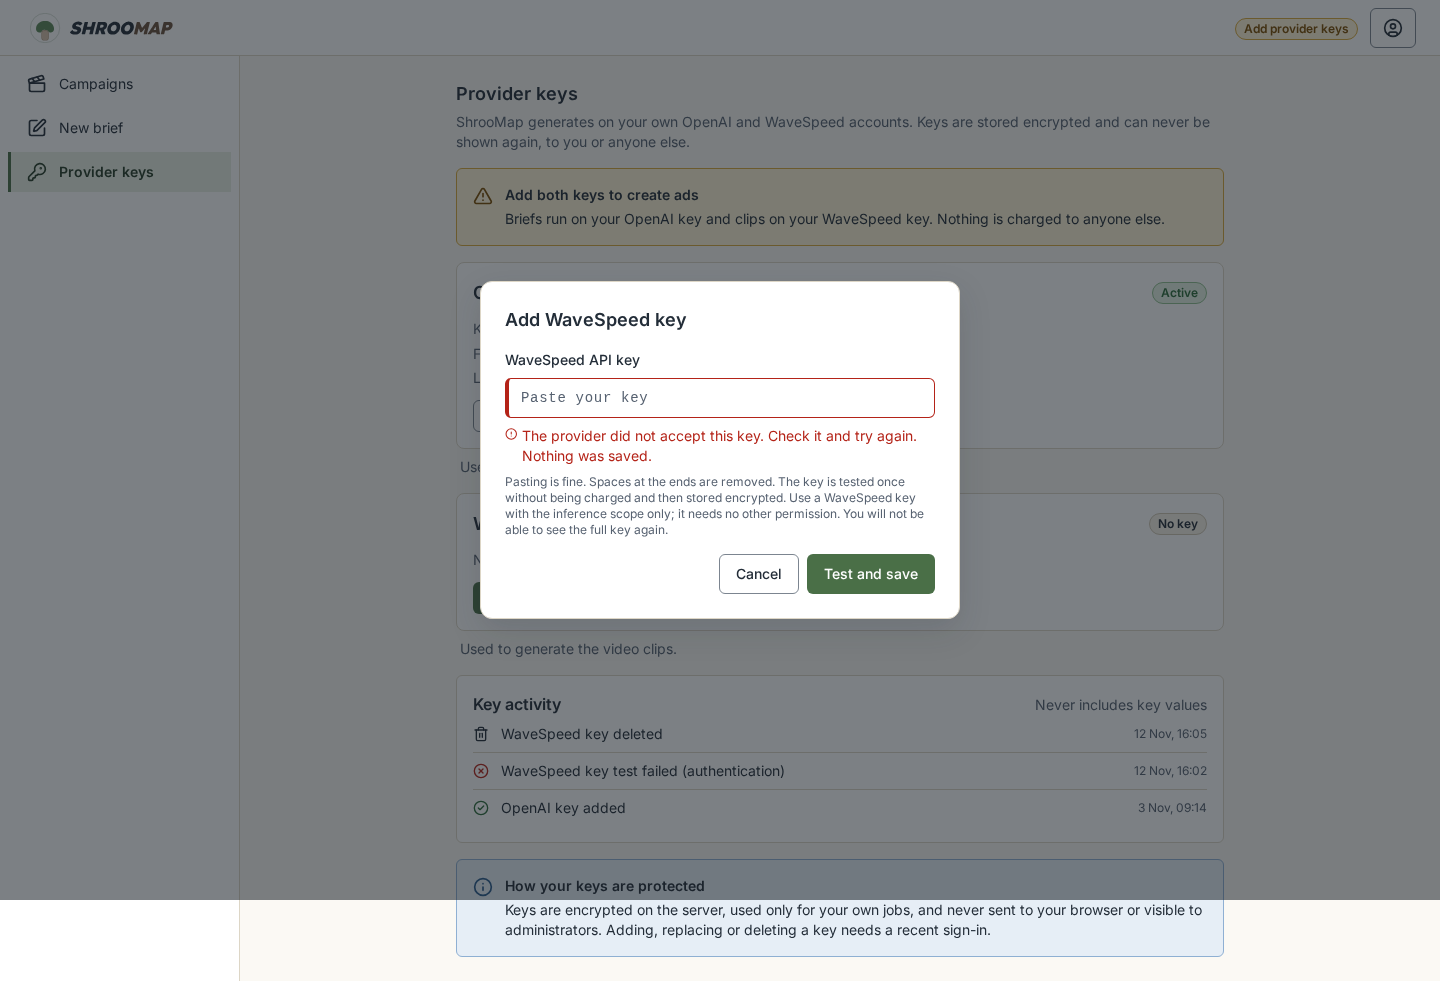 SHROOMAP
Add provider keys
Campaigns
New brief
Provider keys
Provider keys
ShrooMap generates on your own OpenAI and WaveSpeed accounts. Keys are stored encrypted and can never be
shown again, to you or anyone else.
Add both keys to create ads
Briefs run on your OpenAI key and clips on your WaveSpeed key. Nothing is charged to anyone else.
Active
Add WaveSpeed key
WaveSpeed API key
Paste your key
The provider did not accept this key. Check it and try again.
Nothing was saved.
Pasting is fine. Spaces at the ends are removed. The key is tested once
without being charged and then stored encrypted. Use a WaveSpeed key
with the inference scope only; it needs no other permission. You will not be
able to see the full key again.
Cancel
Test and save
No key
Used to generate the video clips.
Key activity
Never includes key values
WaveSpeed key deleted
12 Nov, 16:05
WaveSpeed key test failed (authentication)
12 Nov, 16:02
OpenAI key added
3 Nov, 09:14
How your keys are protected
Keys are encrypted on the server, used only for your own jobs, and never sent to your browser or visible to
administrators. Adding, replacing or deleting a key needs a recent sign-in.